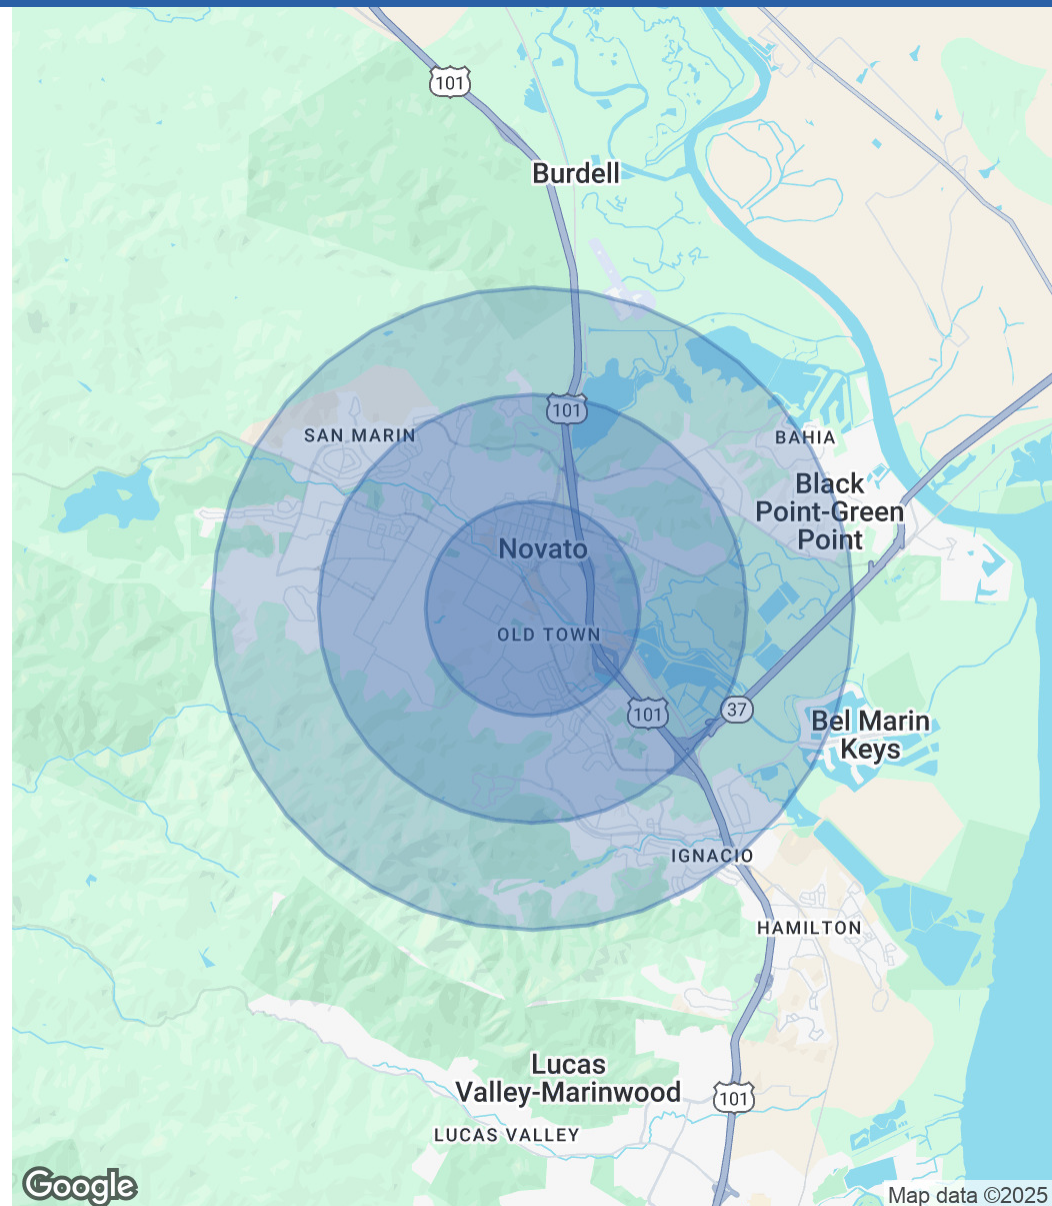 101
Burdell
101
SAN MARIN
BAHIA
Black
Point-Green
Point
Novato
OLD TOWN
101
37
Bel Marin
Keys
IGNACIO
HAMILTON
Lucas
Valley-Marinwood
101
LUCAS VALLEY
Google
Map data ©2025